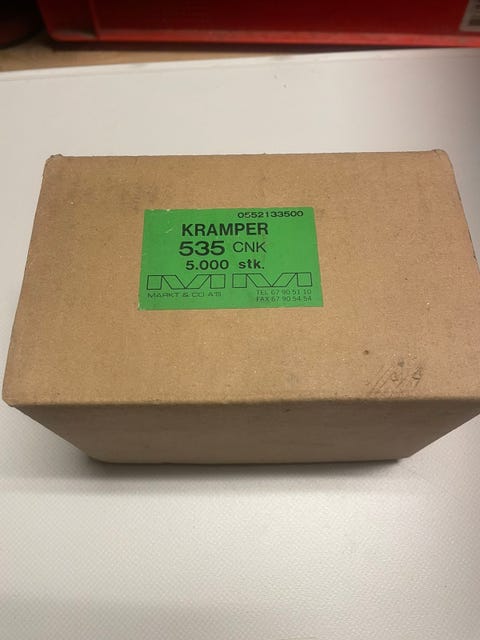 0552133500
KRAMPER
535 CNK
5.000 stk.
MARKT & CO A'S
TEL 67 90 51 10
FAX 67 90 54 54